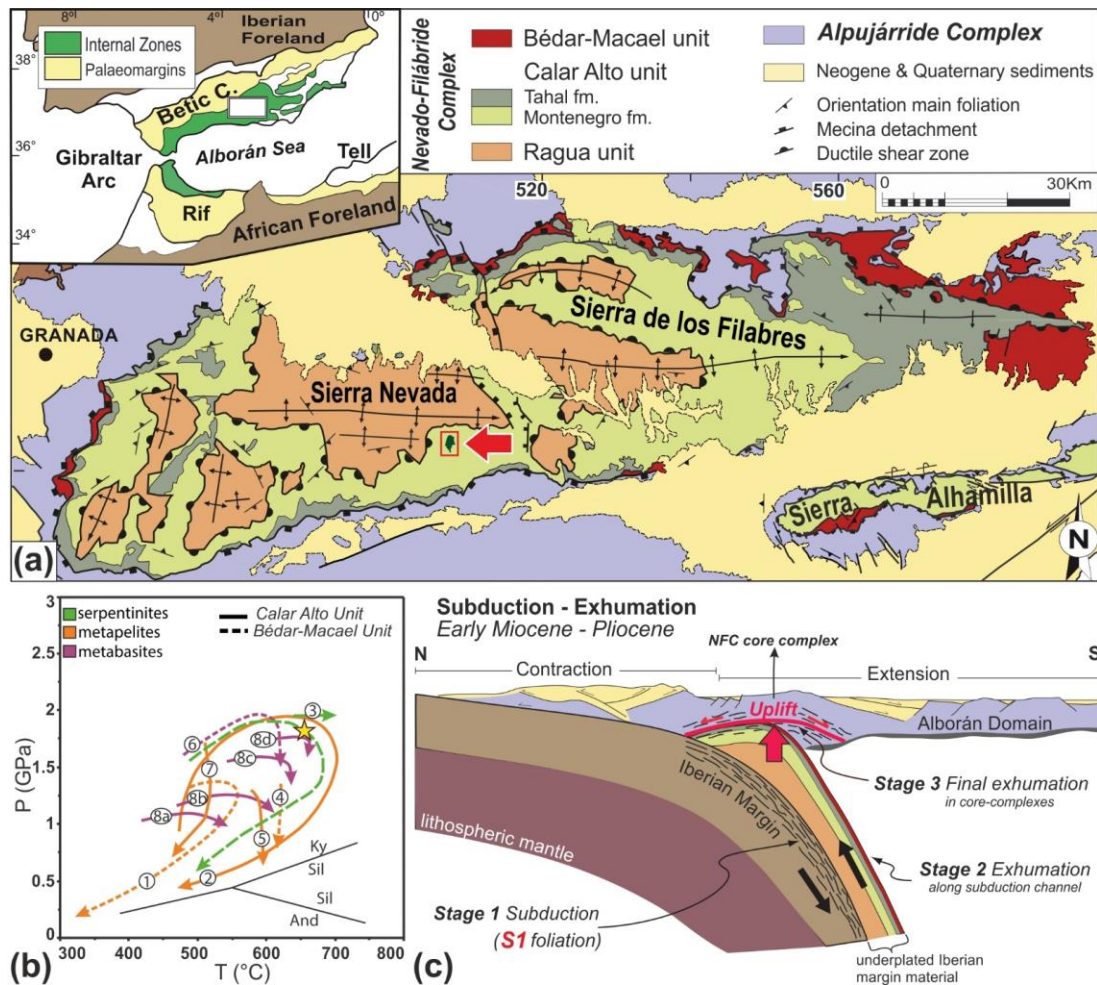 8º
4º
0º
Iberian
Foreland
Internal Zones
Palaeomargins
38°
36°
34°
Betic C.
Gibraltar
Arc
Alborán Sea
Tell
Rif
African Foreland
Nevado-Filábride
Complex
Bédar-Macael unit
Calar Alto unit
Tahal fm.
Montenegro fm.
Ragua unit
Alpujárride Complex
Neogene & Quaternary sediments
Orientation main foliation
Mecina detachment
Ductile shear zone
520
560
0
30Km
GRANADA
Sierra Nevada
Sierra de los Filabres
Sierra
Alhamilla
N
(a)
3
2.5
2
1.5
1
0.5
0
P (GPa)
serpentinites
metapelites
metabasites
Calar Alto Unit
Bédar-Macael Unit
3
6
8d
7
8c
8b
4
8a
5
1
2
Ky
Sil
Sil
And
300
400
500
600
700
800
T (°C)
(b)
Subduction - Exhumation
Early Miocene - Pliocene
NFC core complex
N
S
Contraction
Extension
Uplift
Alborán Domain
Iberian Margin
lithospheric mantle
Stage 3 Final exhumation
in core-complexes
Stage 2 Exhumation
along subduction channel
Stage 1 Subduction
(S1 foliation)
underplated Iberian
margin material
(c)